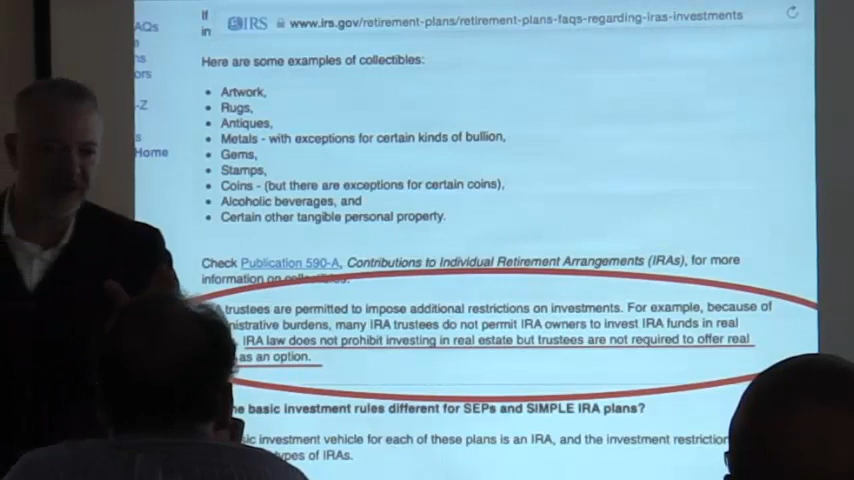 If
IRS www.irs.gov/retirement-plans/retirement-plans-faqs-regarding-iras-investments
in
AQs
ns
ors
-Z
s
Home
Here are some examples of collectibles:
• Artwork,
• Rugs,
• Antiques,
• Metals - with exceptions for certain kinds of bullion,
• Gems,
• Stamps,
• Coins - (but there are exceptions for certain coins),
• Alcoholic beverages, and
• Certain other tangible personal property.
Check Publication 590-A, Contributions to Individual Retirement Arrangements (IRAs), for more
information on collectibles.
A trustees are permitted to impose additional restrictions on investments. For example, because of
nistrative burdens, many IRA trustees do not permit IRA owners to invest IRA funds in real
IRA law does not prohibit investing in real estate but trustees are not required to offer real
as an option.
he basic investment rules different for SEPs and SIMPLE IRA plans?
sic investment vehicle for each of these plans is an IRA, and the investment restriction
ypes of IRAs.